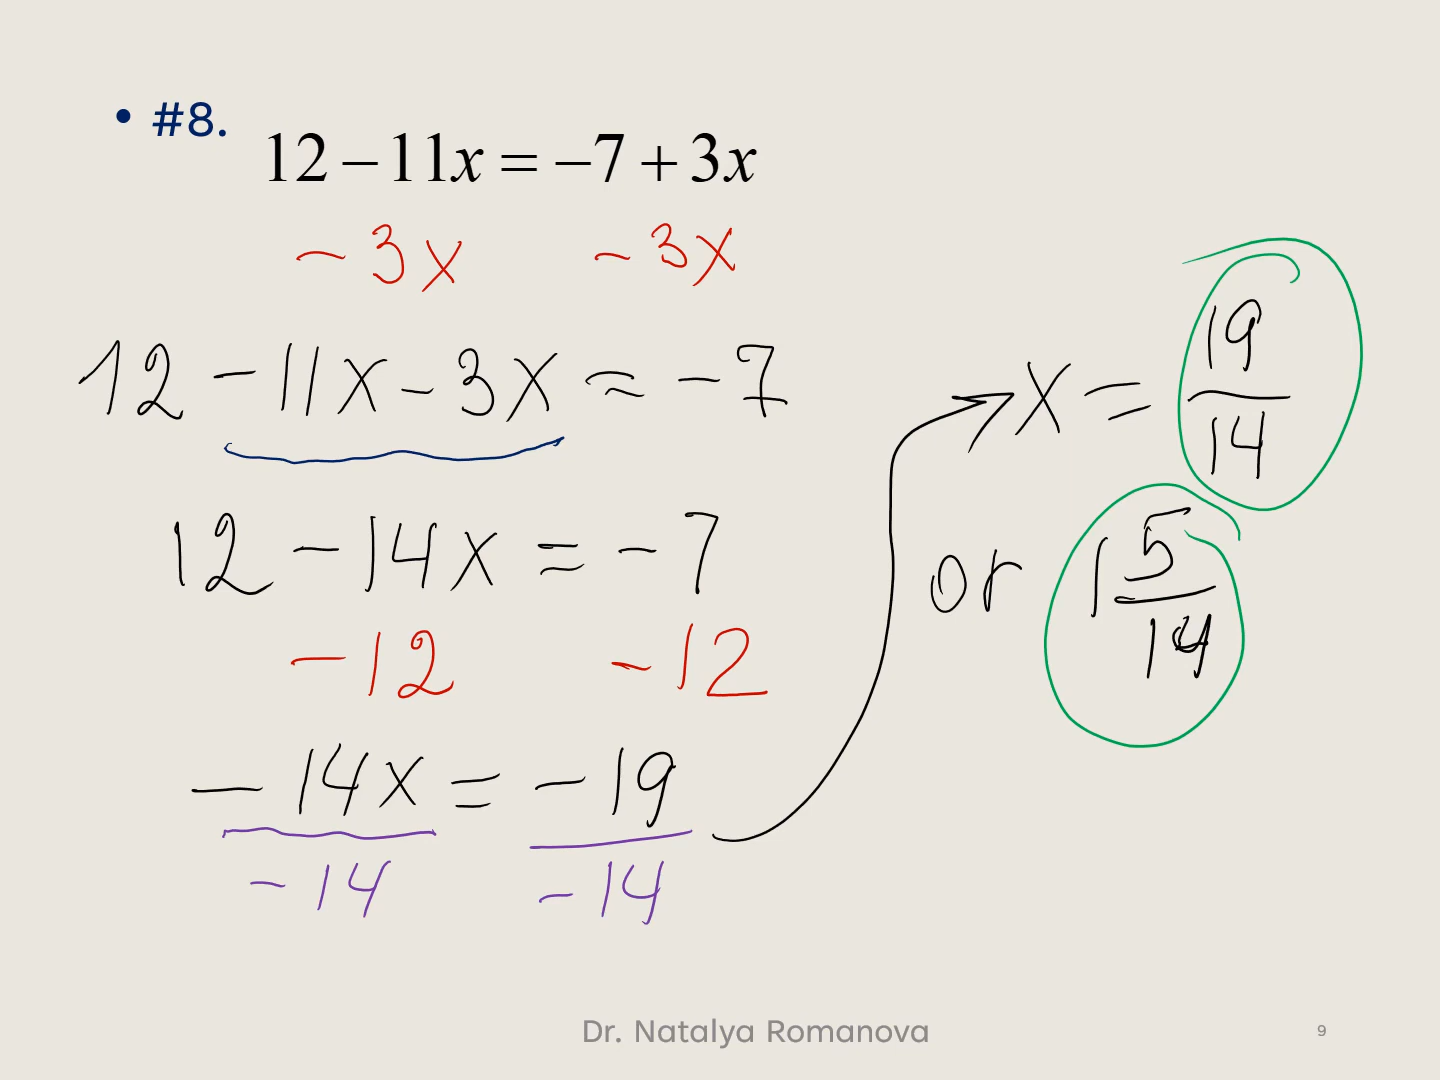 • #8.
12 − 11x = −7 + 3x
− 3x − 3x
12 − 11x − 3x = − 7
12 − 14x = − 7
− 12 − 12
− 14x = − 19
− 14 − 14
x = 19/14
or 1 5/14
Dr. Natalya Romanova
9